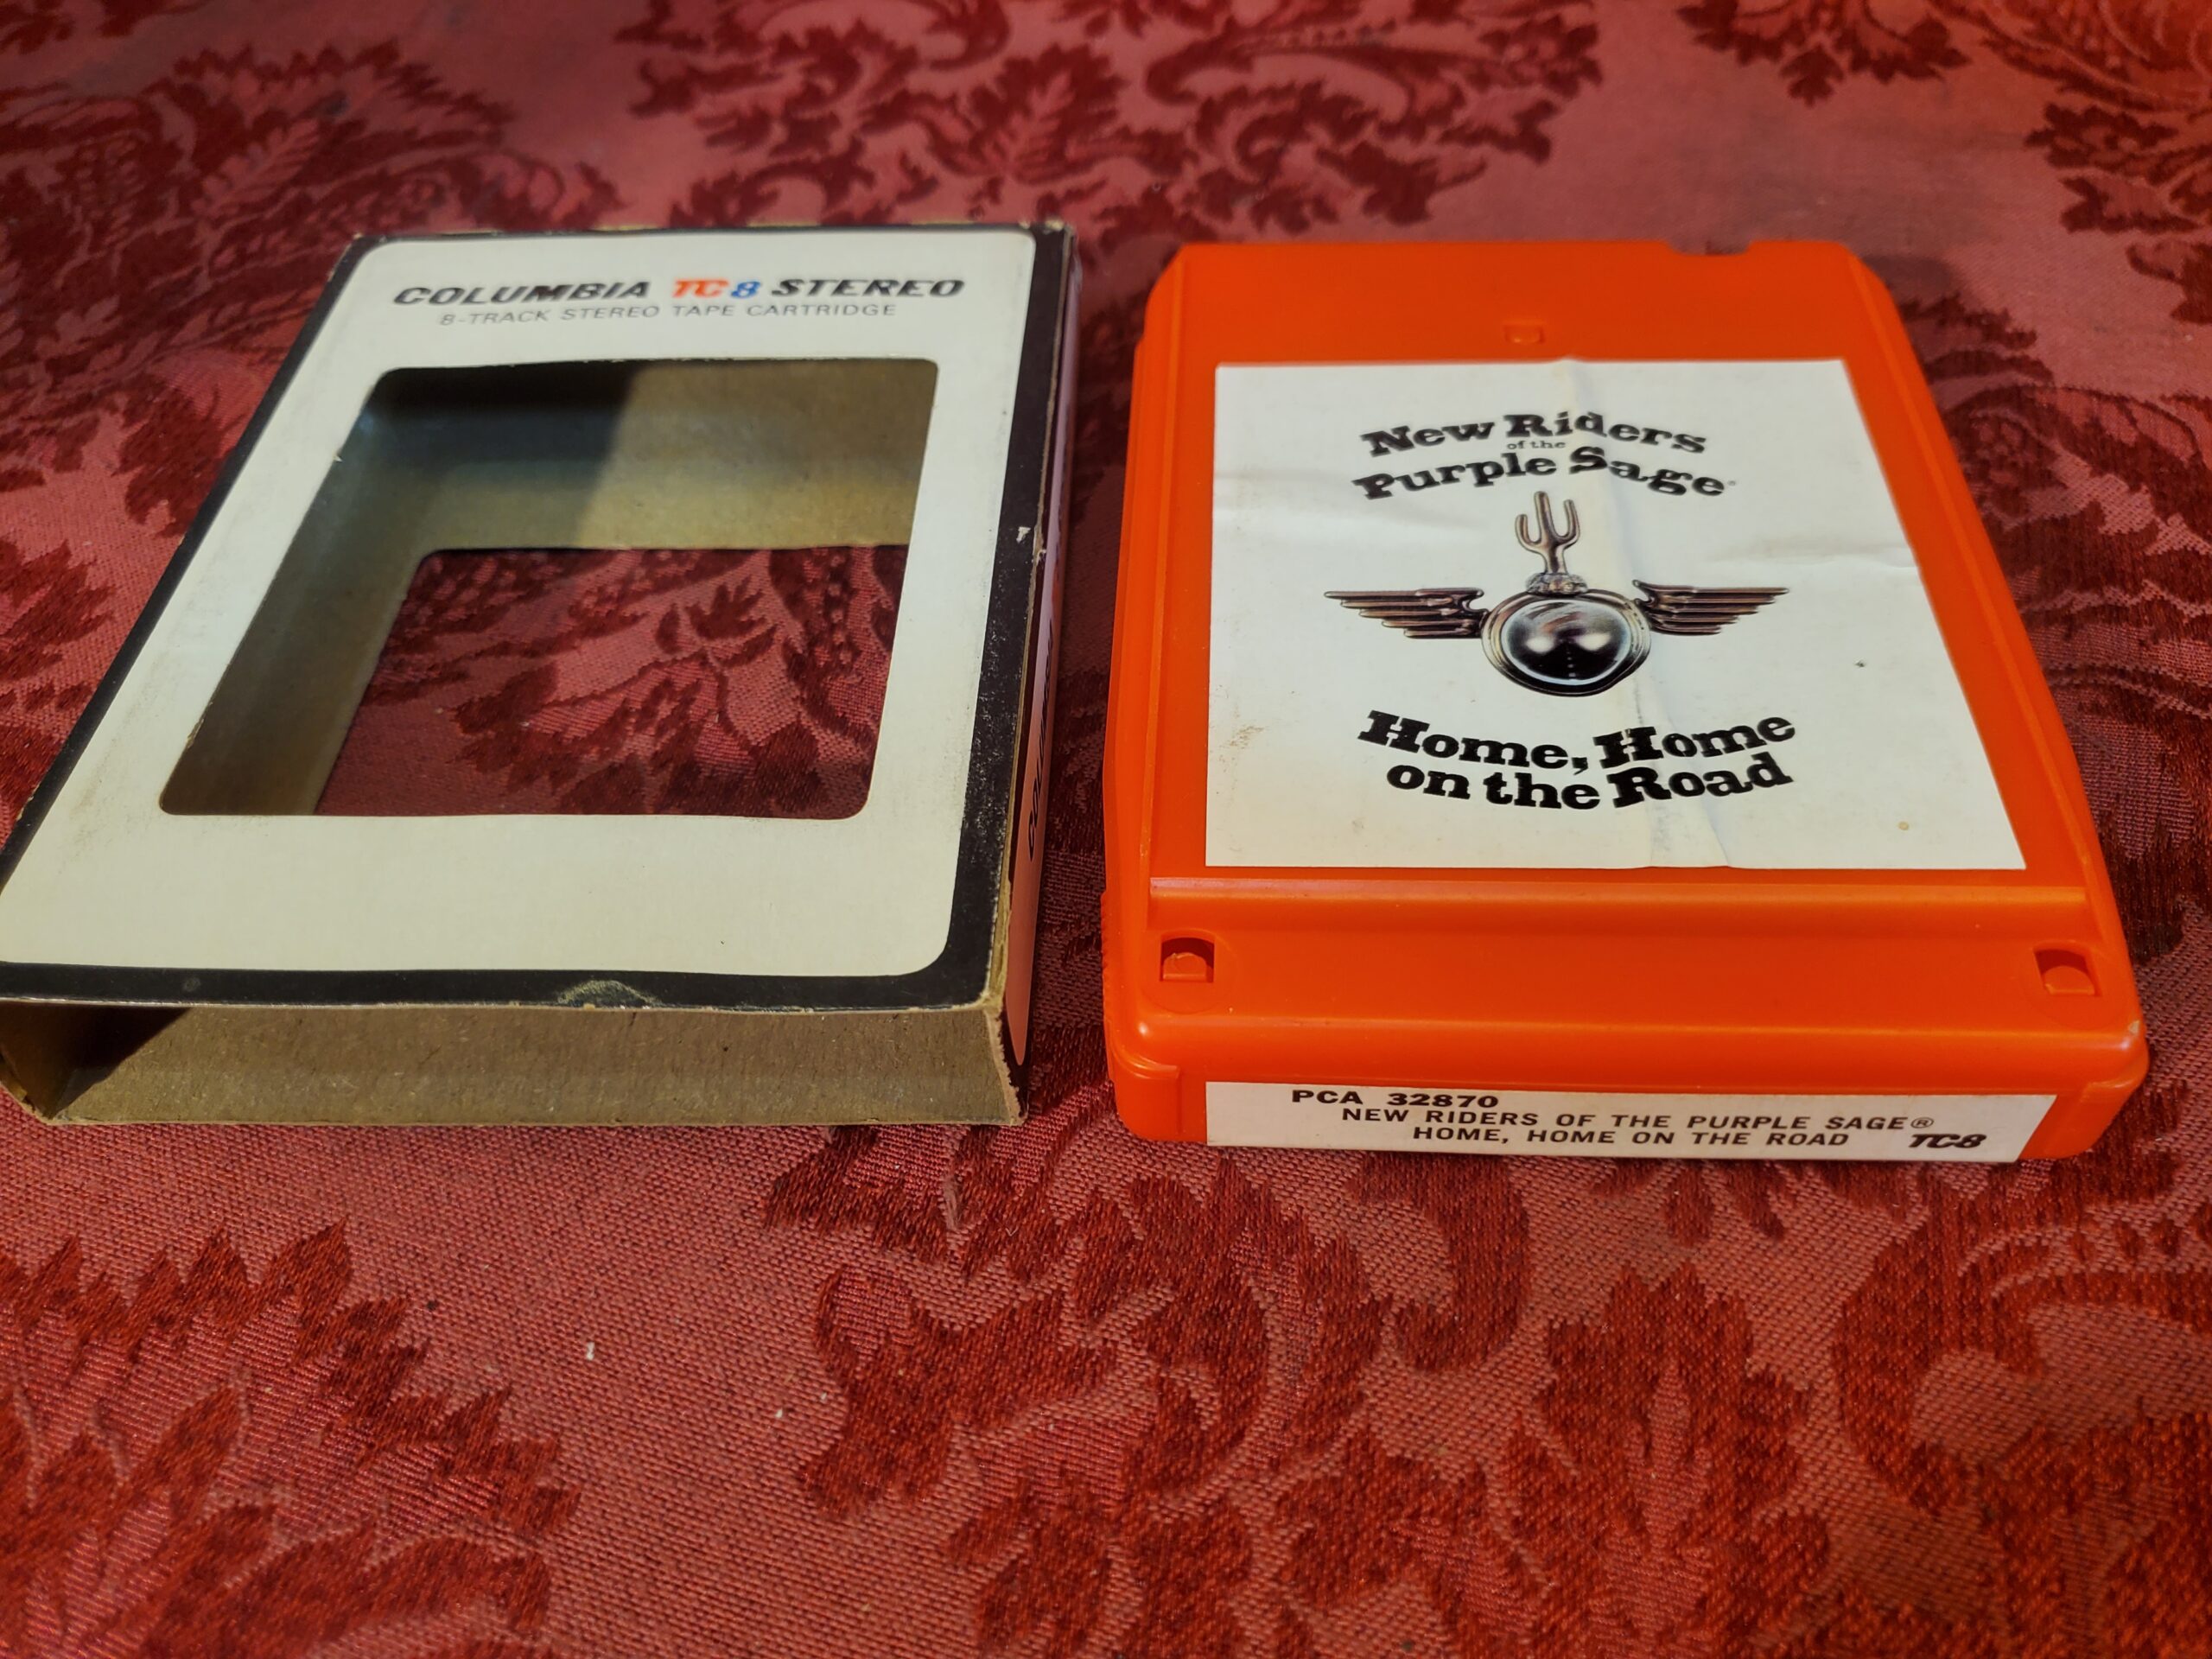 COLUMBIA TC8 STEREO
8-TRACK STEREO TAPE CARTRIDGE
New Riders
of the
Purple Sage
Home, Home
on the Road
PCA 32870
NEW RIDERS OF THE PURPLE SAGE®
HOME, HOME ON THE ROAD TC8